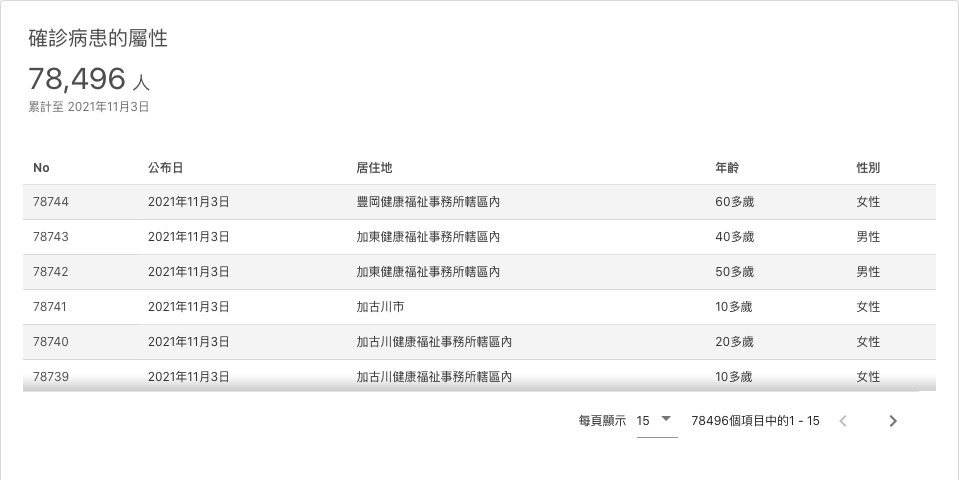 確診病患的屬性
78,496 人
累計至 2021年11月3日
No 公布日 居住地 年齡 性別
78744 2021年11月3日 豐岡健康福祉事務所轄區內 60多歲 女性
78743 2021年11月3日 加東健康福祉事務所轄區內 40多歲 男性
78742 2021年11月3日 加東健康福祉事務所轄區內 50多歲 男性
78741 2021年11月3日 加古川市 10多歲 女性
78740 2021年11月3日 加古川健康福祉事務所轄區內 20多歲 女性
78739 2021年11月3日 加古川健康福祉事務所轄區內 10多歲 女性
每頁顯示 15 78496個項目中的1 - 15